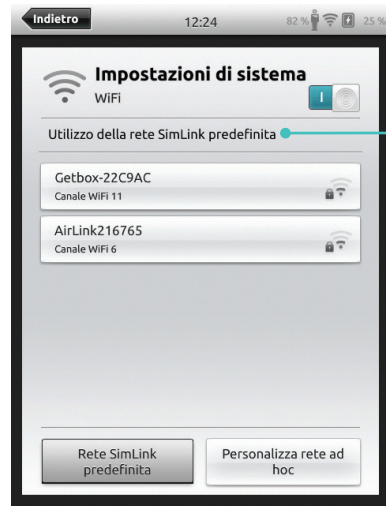 Indietro
12:24
82 %
25 %
Impostazioni di sistema
WiFi
I
Utilizzo della rete SimLink predefinita
Getbox-22C9AC
Canale WiFi 11
AirLink216765
Canale WiFi 6
Rete SimLink
predefinita
Personalizza rete ad
hoc